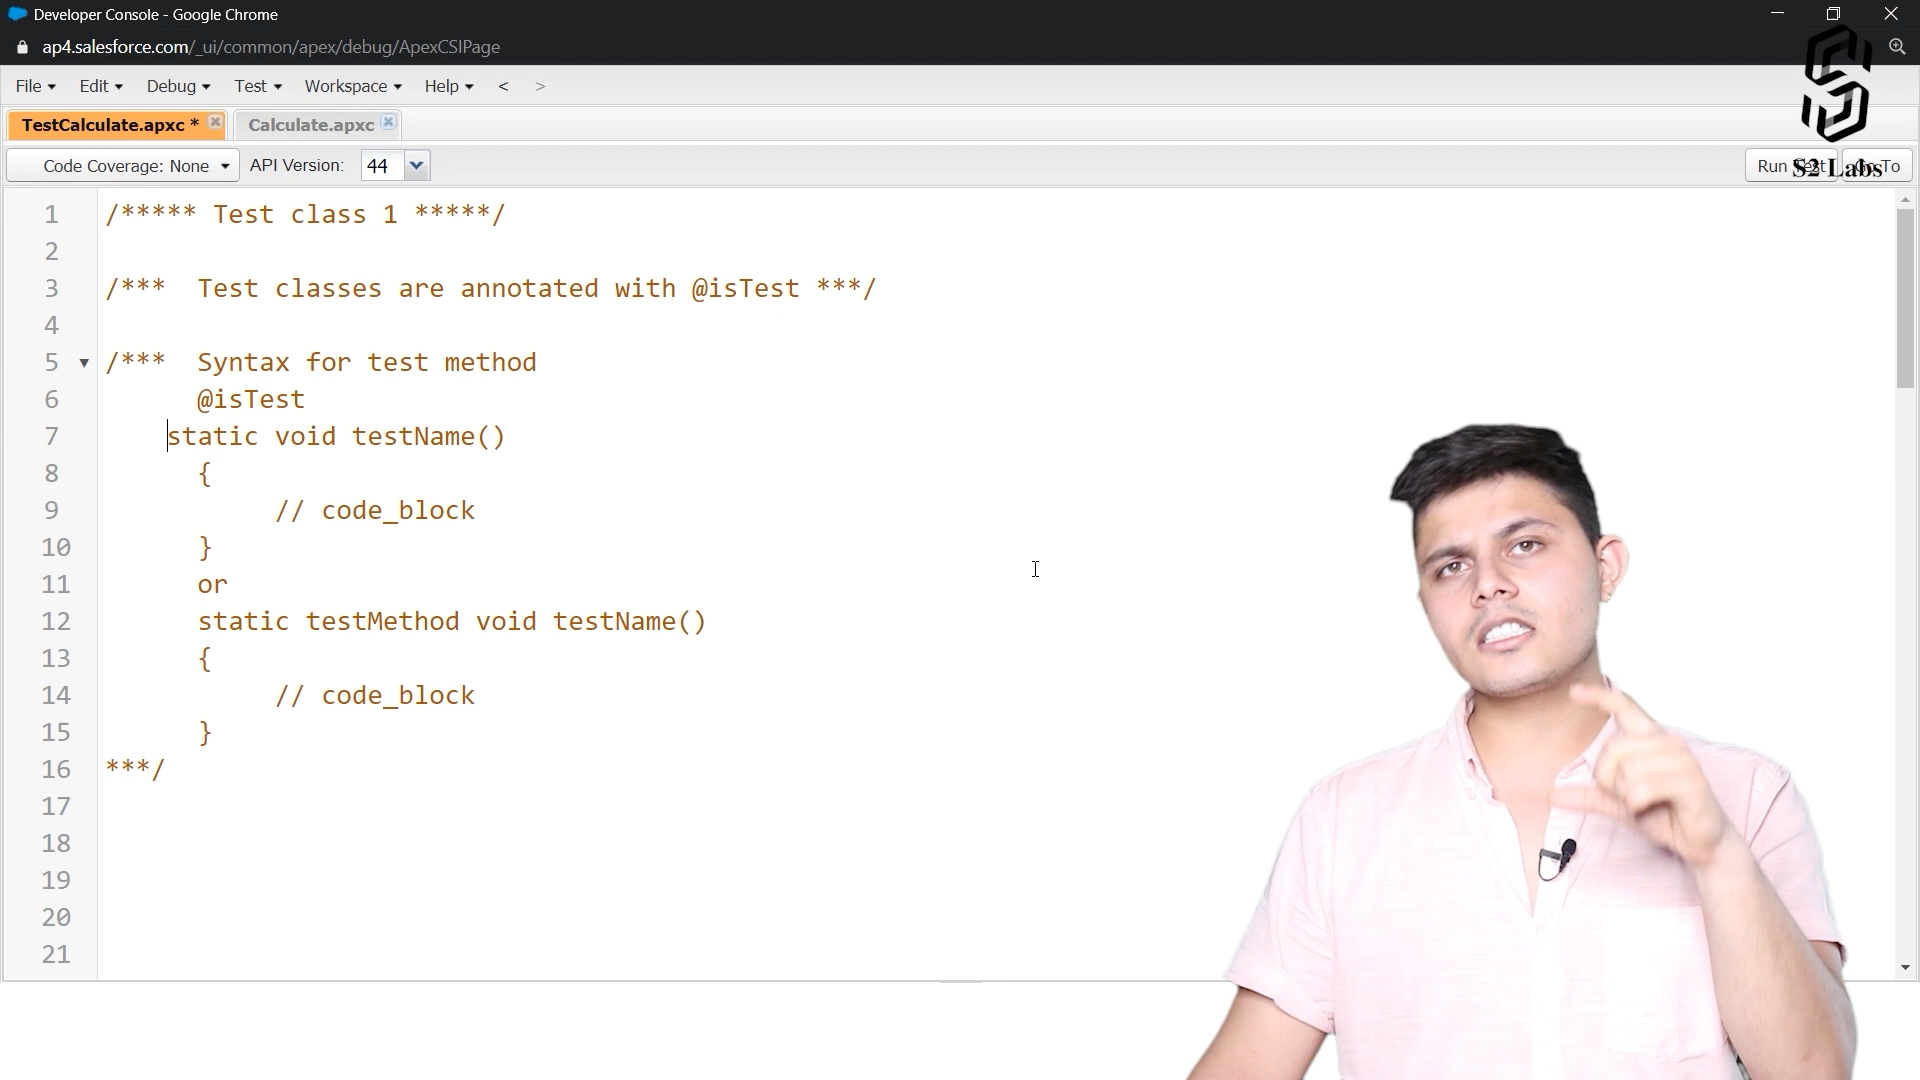 Developer Console - Google Chrome
ap4.salesforce.com/_ui/common/apex/debug/ApexCSIPage
File Edit Debug Test Workspace Help < >
TestCalculate.apxc * Calculate.apxc
Code Coverage: None API Version: 44 Run Test Go To
S2 Labs
1 /***** Test class 1 *****/
2
3 /*** Test classes are annotated with @isTest ***/
4
5 /*** Syntax for test method
6 @isTest
7 static void testName()
8 {
9 // code_block
10 }
11 or
12 static testMethod void testName()
13 {
14 // code_block
15 }
16 ***/
17
18
19
20
21